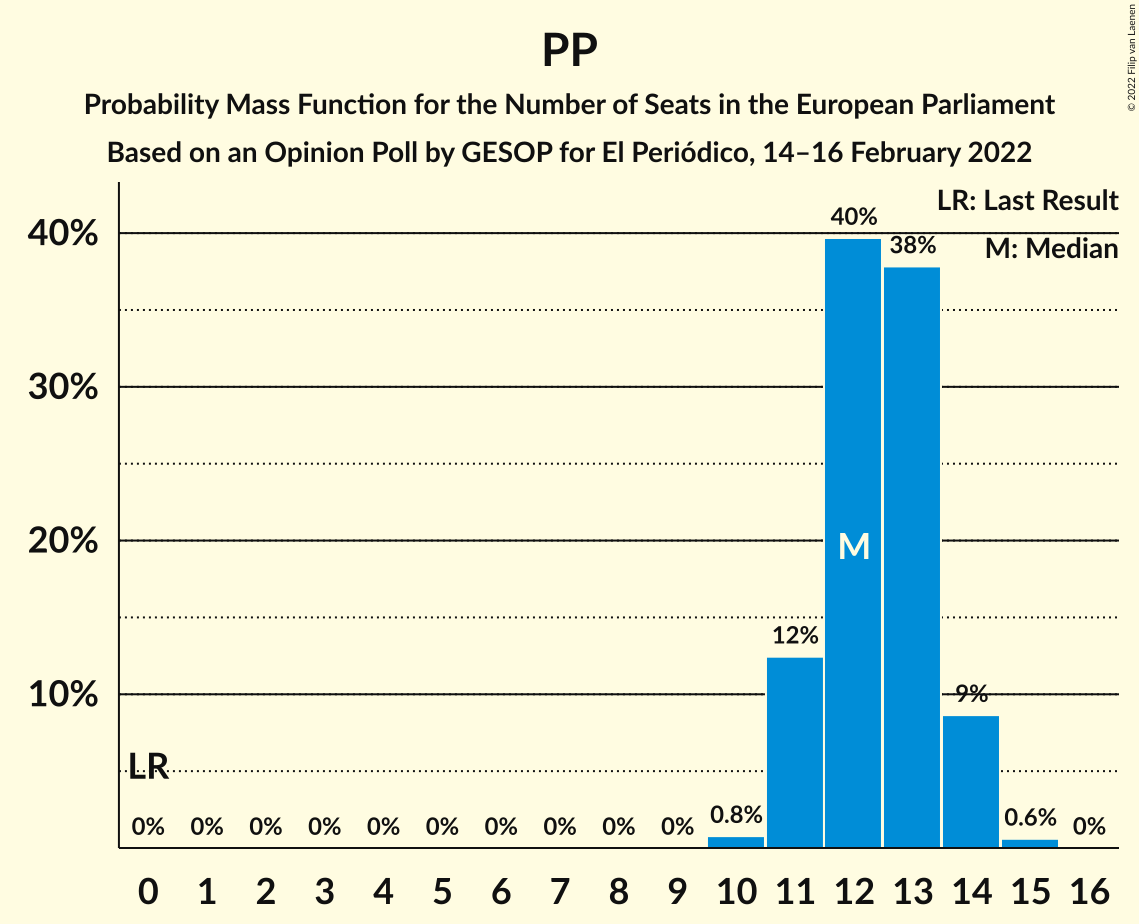 PP
Probability Mass Function for the Number of Seats in the European Parliament
Based on an Opinion Poll by GESOP for El Periódico, 14–16 February 2022
© 2022 Filip van Laenen
LR: Last Result
M: Median
40%
30%
20%
10%
40%
38%
M
12%
9%
LR
0% 0% 0% 0% 0% 0% 0% 0% 0% 0% 0.8% 0.6% 0%
0 1 2 3 4 5 6 7 8 9 10 11 12 13 14 15 16